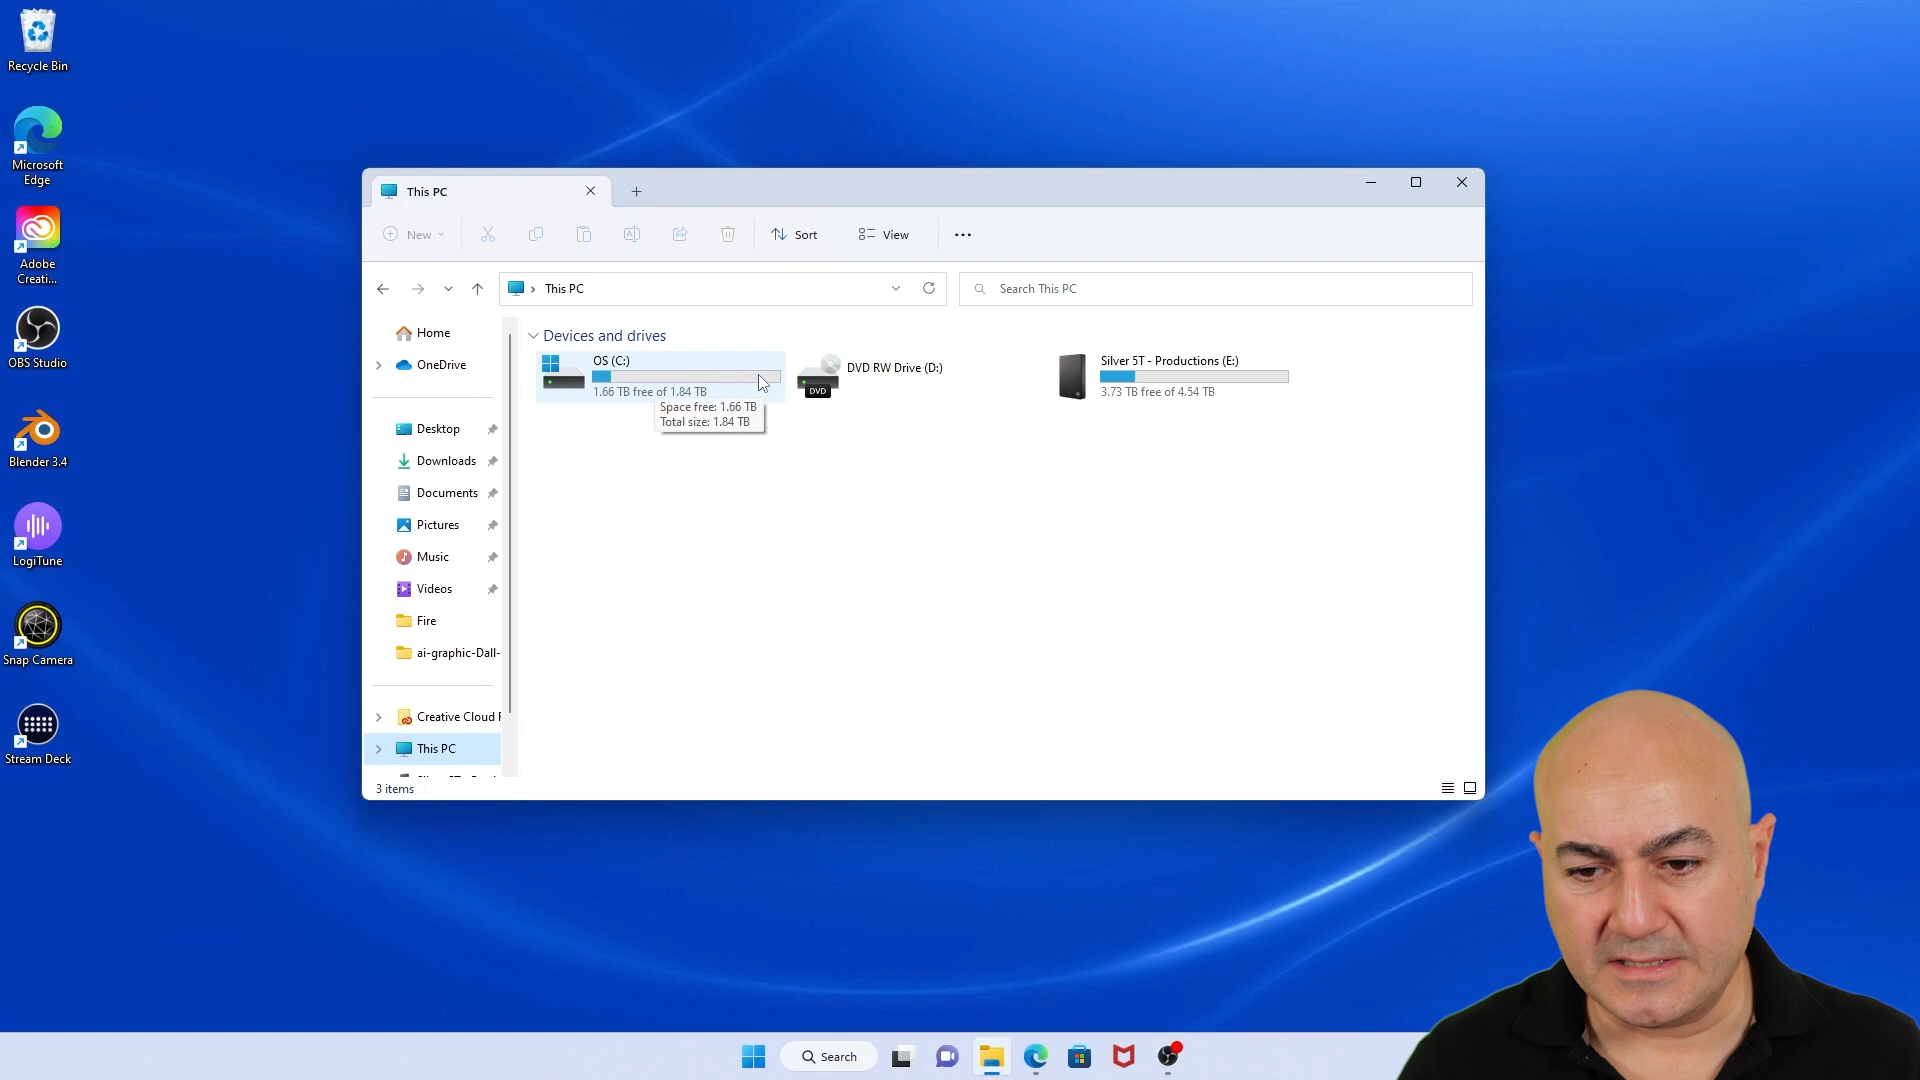 Recycle Bin
Microsoft
Edge
Adobe
Creati...
OBS Studio
Blender 3.4
LogiTune
Snap Camera
Stream Deck
This PC
New
Sort
View
This PC
Search This PC
Home
OneDrive
Desktop
Downloads
Documents
Pictures
Music
Videos
Fire
ai-graphic-Dall-
Creative Cloud F
This PC
Devices and drives
OS (C:)
1.66 TB free of 1.84 TB
Space free: 1.66 TB
Total size: 1.84 TB
DVD
DVD RW Drive (D:)
Silver 5T - Productions (E:)
3.73 TB free of 4.54 TB
3 items
Search